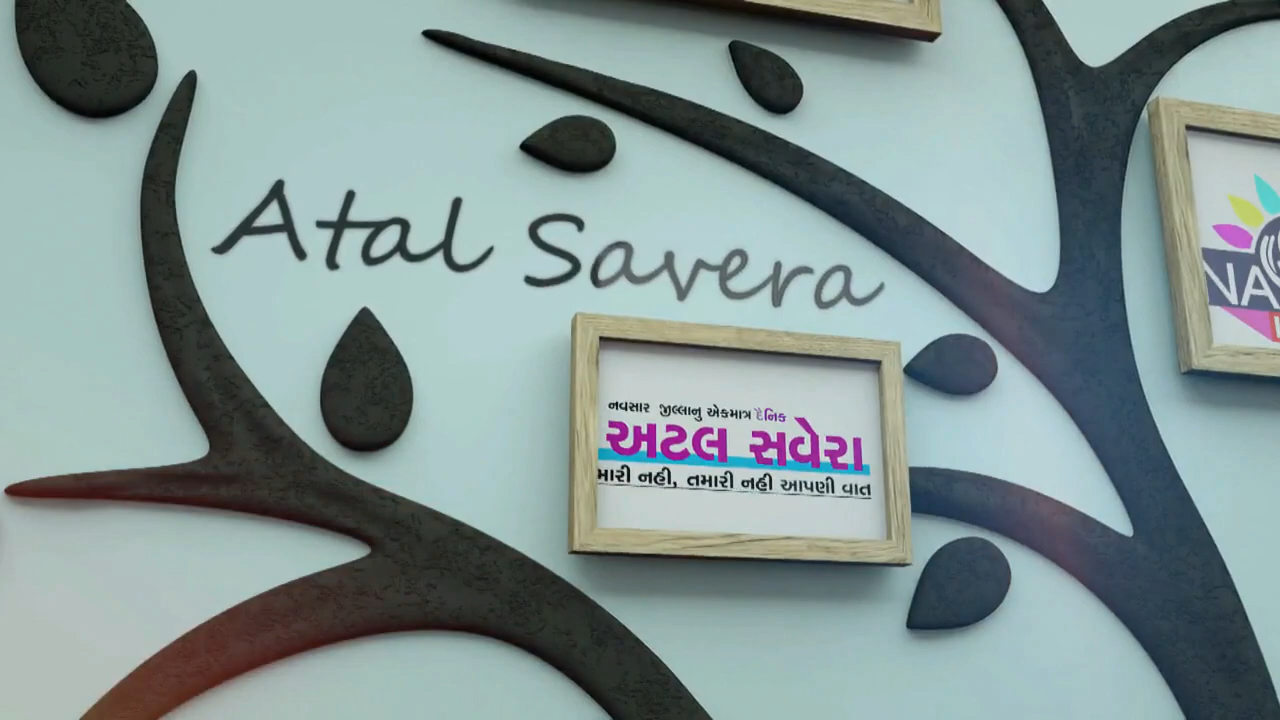 Atal Savera
નવસાર જીલ્લાનુ એકમાત્ર દૈનિક
અટલ સવેરા
મારી નહી, તમારી નહી આપણી વાત